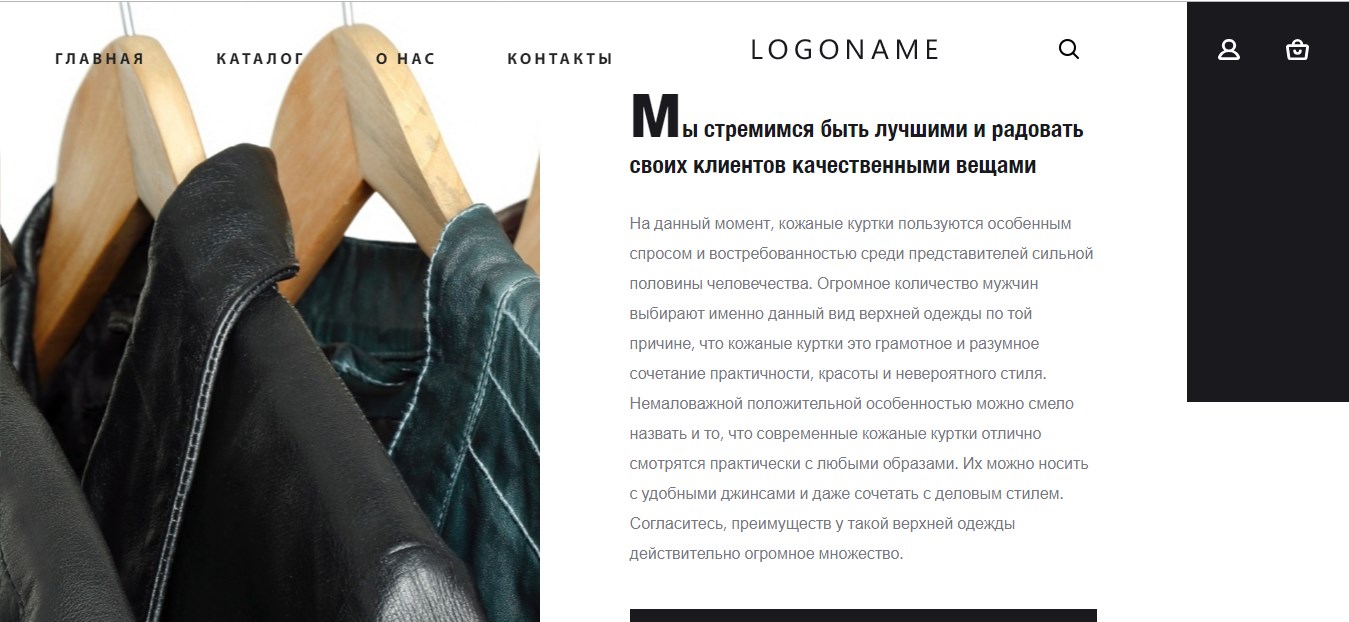 ГЛАВНАЯ КАТАЛОГ О НАС КОНТАКТЫ LOGONAME
Мы стремимся быть лучшими и радовать
своих клиентов качественными вещами
На данный момент, кожаные куртки пользуются особенным
спросом и востребованностью среди представителей сильной
половины человечества. Огромное количество мужчин
выбирают именно данный вид верхней одежды по той
причине, что кожаные куртки это грамотное и разумное
сочетание практичности, красоты и невероятного стиля.
Немаловажной положительной особенностью можно смело
назвать и то, что современные кожаные куртки отлично
смотрятся практически с любыми образами. Их можно носить
с удобными джинсами и даже сочетать с деловым стилем.
Согласитесь, преимуществ у такой верхней одежды
действительно огромное множество.